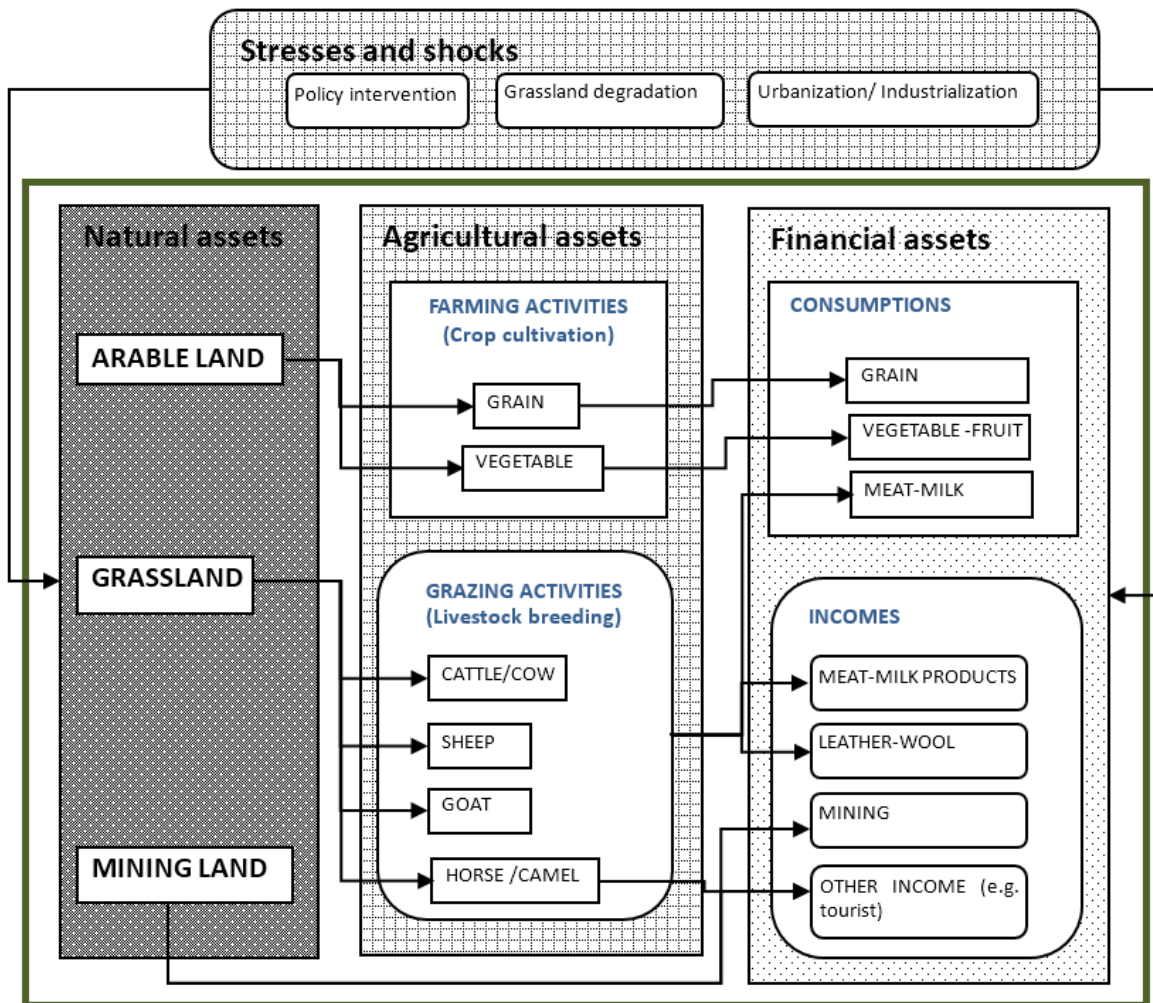 Stresses and shocks
Policy intervention
Grassland degradation
Urbanization/ Industrialization
Natural assets
ARABLE LAND
GRASSLAND
MINING LAND
Agricultural assets
FARMING ACTIVITIES
(Crop cultivation)
GRAIN
VEGETABLE
GRAZING ACTIVITIES
(Livestock breeding)
CATTLE/COW
SHEEP
GOAT
HORSE /CAMEL
Financial assets
CONSUMPTIONS
GRAIN
VEGETABLE -FRUIT
MEAT-MILK
INCOMES
MEAT-MILK PRODUCTS
LEATHER-WOOL
MINING
OTHER INCOME (e.g.
tourist)